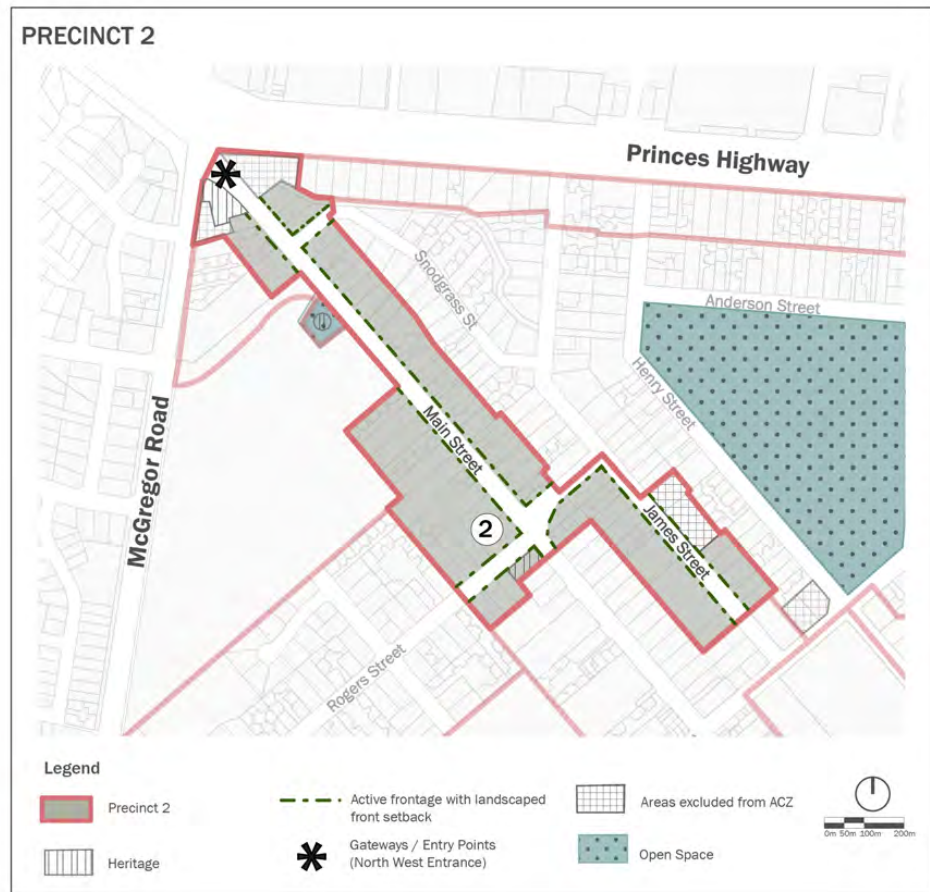 PRECINCT 2
Princes Highway
Snodgrass St
Anderson Street
Henry Street
McGregor Road
Main Street
2
James Street
Rogers Street
Legend
Precinct 2
Heritage
Active frontage with landscaped
front setback
Gateways / Entry Points
(North West Entrance)
Areas excluded from ACZ
Open Space
0m 50m 100m 200m